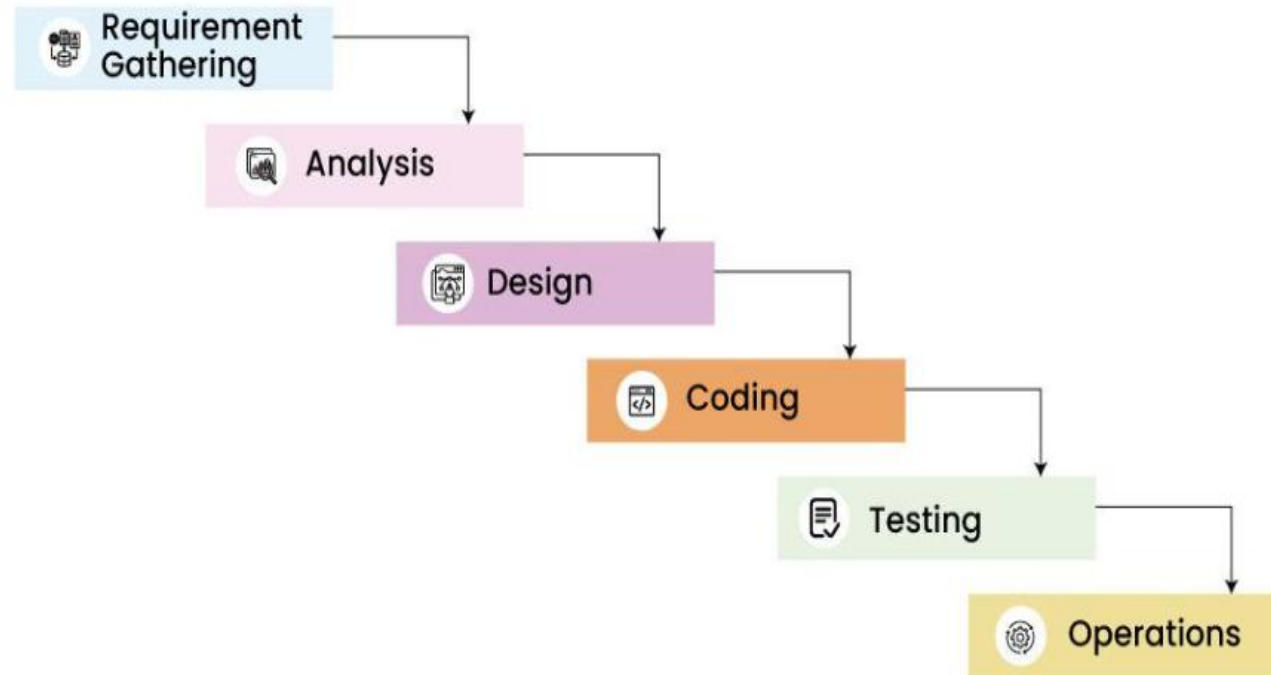 Requirement
Gathering
Analysis
Design
Coding
Testing
Operations